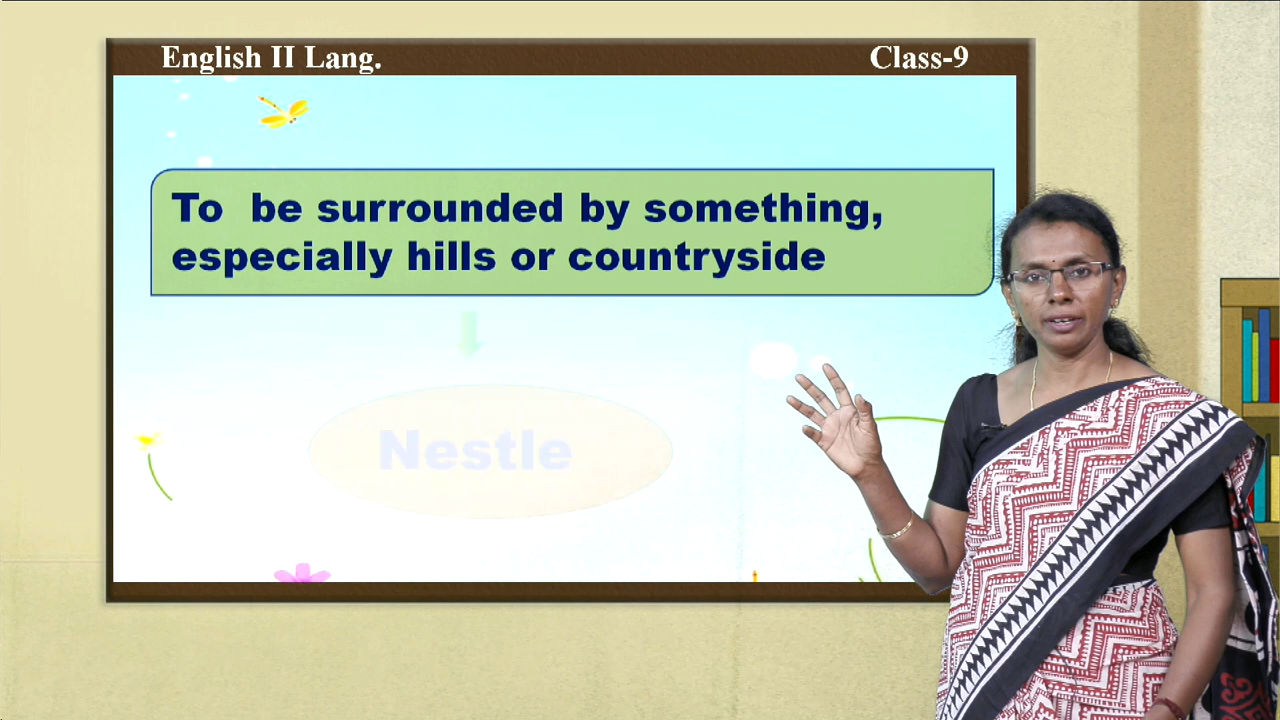 English II Lang.
Class-9
To be surrounded by something,
especially hills or countryside
Nestle